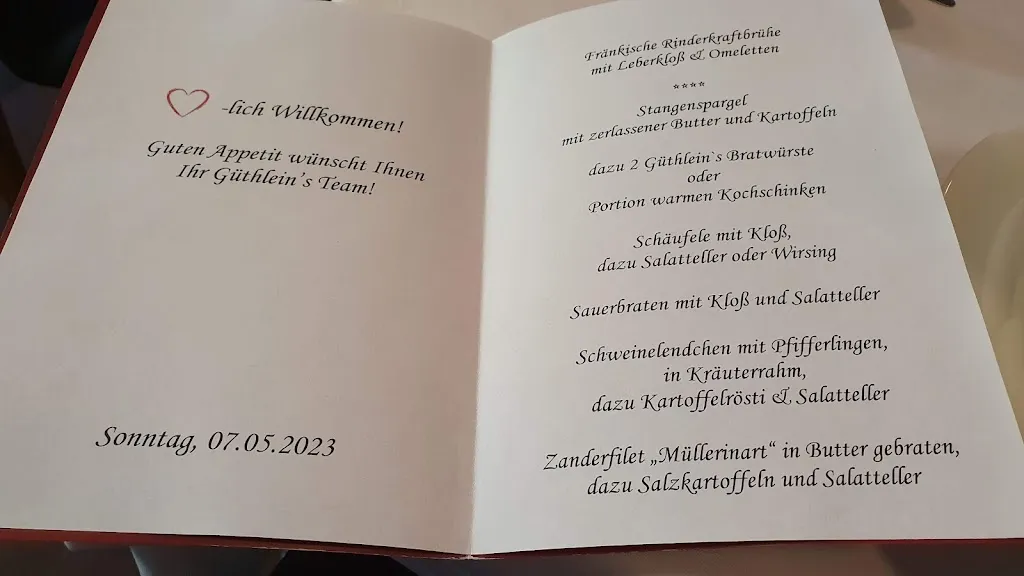 -lich Willkommen!
Guten Appetit wünscht Ihnen
Ihr Güthlein's Team!
Sonntag, 07.05.2023
Fränkische Rinderkraftbrühe
mit Leberkloß & Omeletten
****
Stangenspargel
mit zerlassener Butter und Kartoffeln
dazu 2 Güthlein`s Bratwürste
oder
Portion warmen Kochschinken
Schäufele mit Kloß,
dazu Salatteller oder Wirsing
Sauerbraten mit Kloß und Salatteller
Schweinelendchen mit Pfifferlingen,
in Kräuterrahm,
dazu Kartoffelrösti & Salatteller
Zanderfilet „Müllerinart“ in Butter gebraten,
dazu Salzkartoffeln und Salatteller